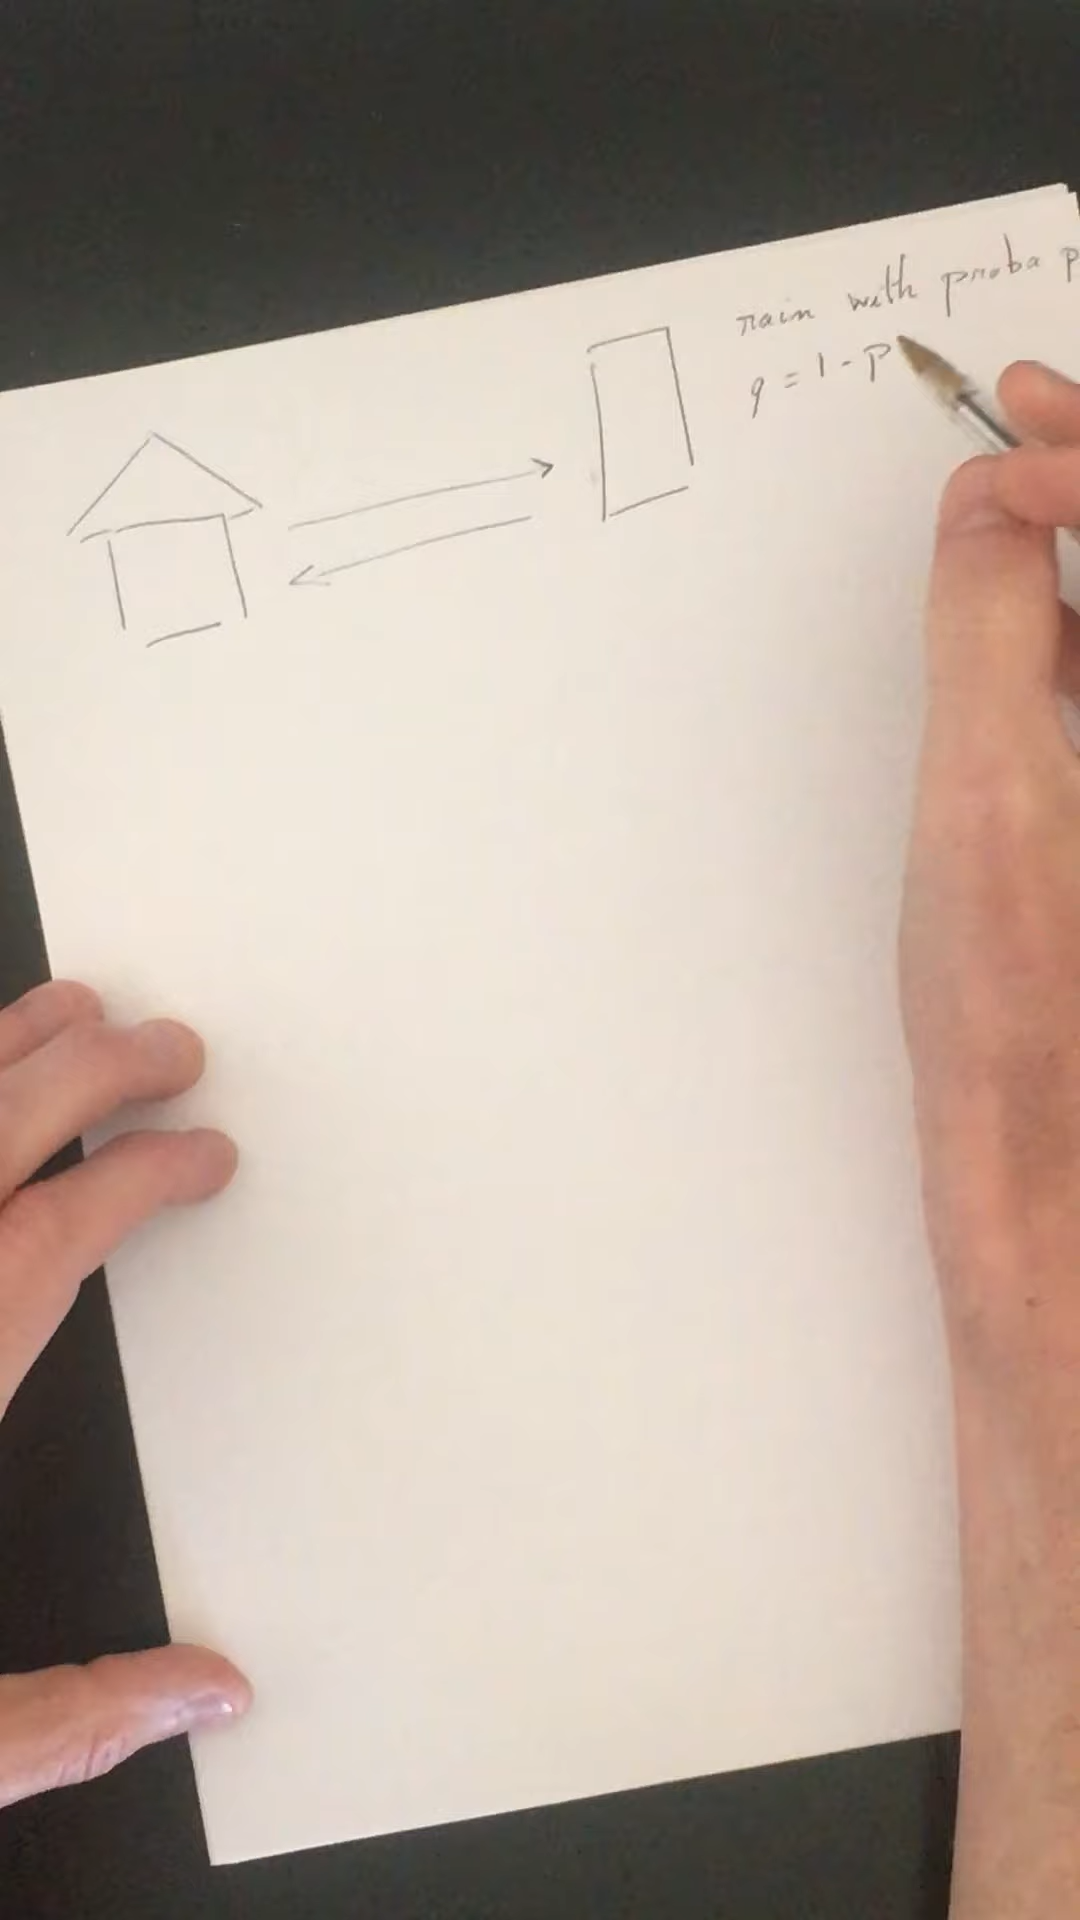 rain with proba p
q = 1 - p